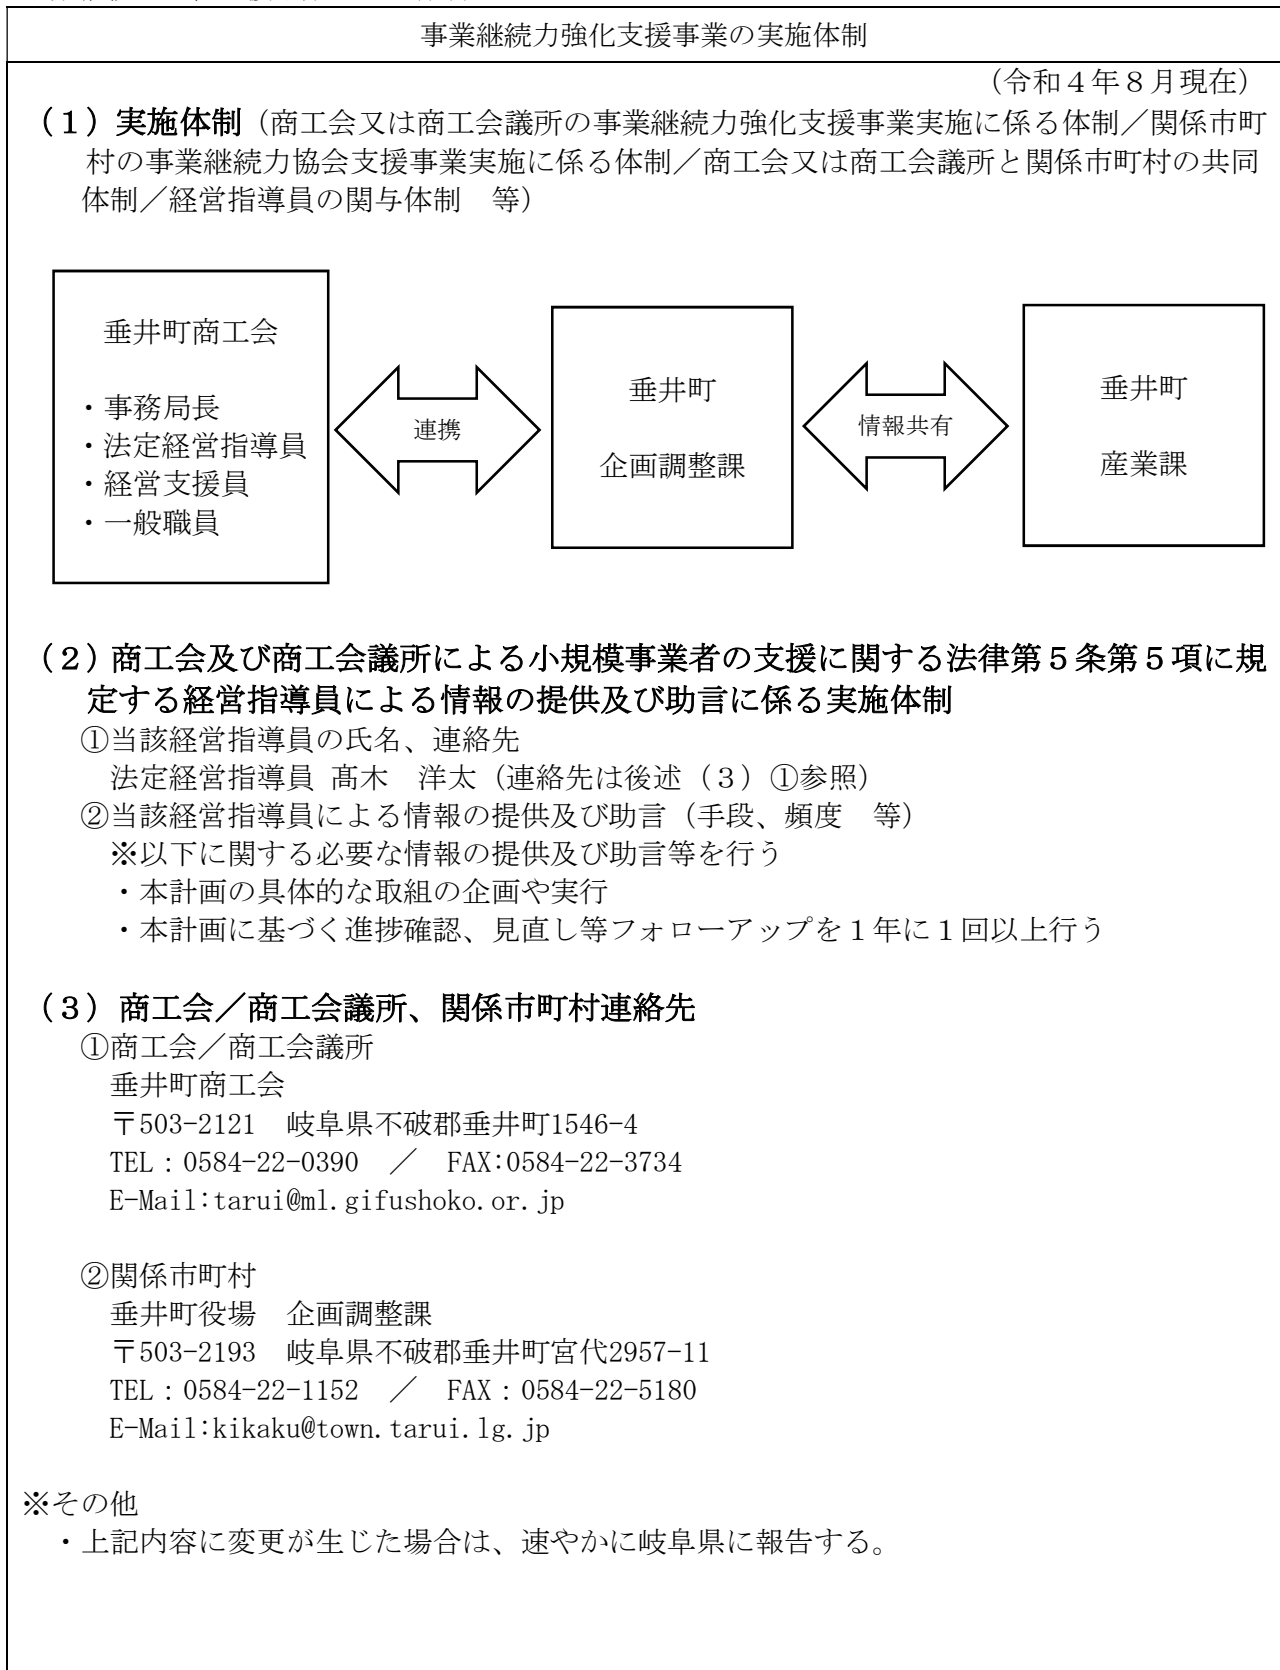 事業継続力強化支援事業の実施体制
（令和４年８月現在）
（１）実施体制（商工会又は商工会議所の事業継続力強化支援事業実施に係る体制／関係市町
村の事業継続力協会支援事業実施に係る体制／商工会又は商工会議所と関係市町村の共同
体制／経営指導員の関与体制　等）
垂井町商工会
・事務局長
・法定経営指導員
・経営支援員
・一般職員
連携
垂井町
企画調整課
情報共有
垂井町
産業課
（２）商工会及び商工会議所による小規模事業者の支援に関する法律第５条第５項に規
定する経営指導員による情報の提供及び助言に係る実施体制
①当該経営指導員の氏名、連絡先
法定経営指導員 髙木　洋太（連絡先は後述（３）①参照）
②当該経営指導員による情報の提供及び助言（手段、頻度　等）
※以下に関する必要な情報の提供及び助言等を行う
・本計画の具体的な取組の企画や実行
・本計画に基づく進捗確認、見直し等フォローアップを１年に１回以上行う
（３）商工会／商工会議所、関係市町村連絡先
①商工会／商工会議所
垂井町商工会
〒503-2121　岐阜県不破郡垂井町1546-4
TEL：0584-22-0390　／　FAX:0584-22-3734
E-Mail:tarui@ml.gifushoko.or.jp
②関係市町村
垂井町役場　企画調整課
〒503-2193　岐阜県不破郡垂井町宮代2957-11
TEL：0584-22-1152　／　FAX：0584-22-5180
E-Mail:kikaku@town.tarui.lg.jp
※その他
・上記内容に変更が生じた場合は、速やかに岐阜県に報告する。